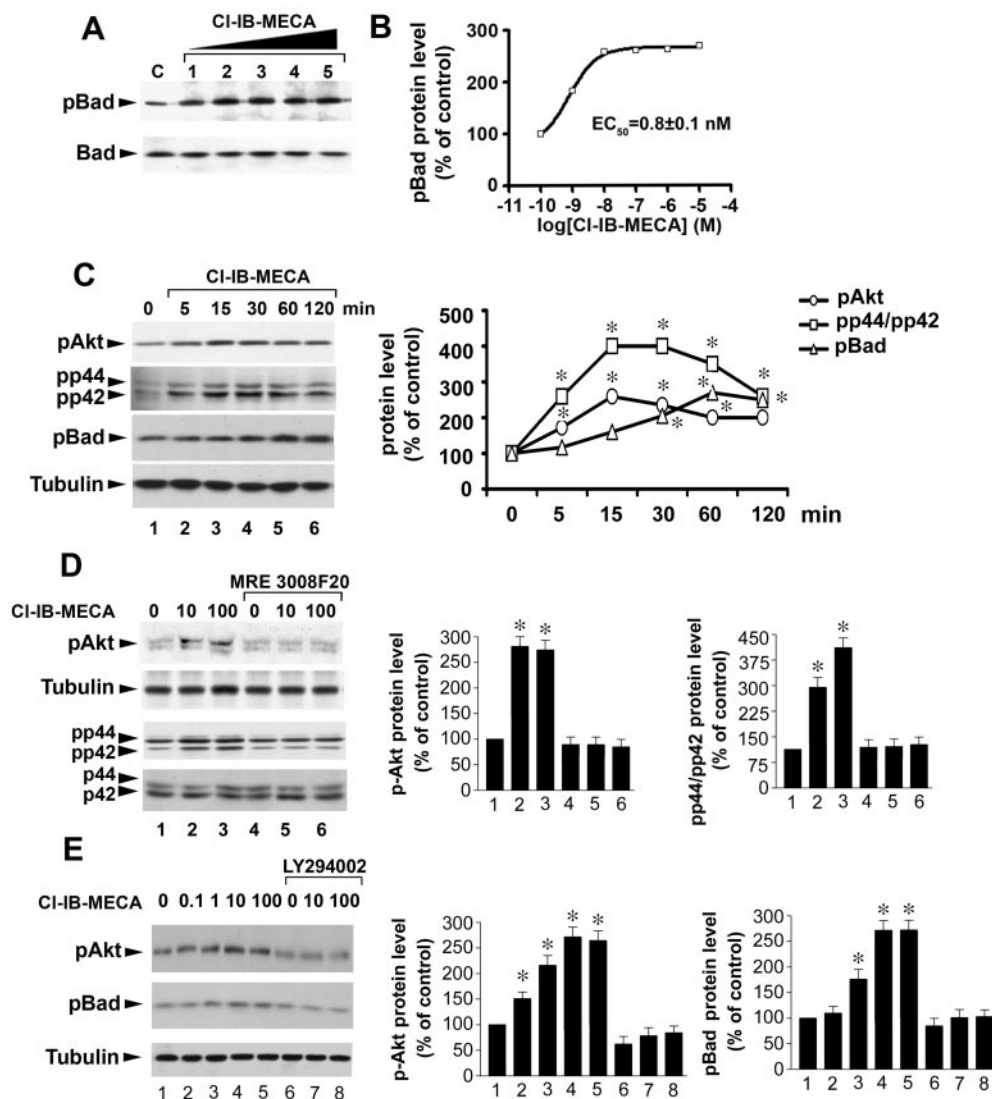 A
Cl-IB-MECA
C 1 2 3 4 5
pBad
Bad
B
pBad protein level
(% of control)
300
200
100
0
EC50=0.8±0.1 nM
-11 -10 -9 -8 -7 -6 -5 -4
log[Cl-IB-MECA] (M)
C
Cl-IB-MECA
0 5 15 30 60 120 min
pAkt
pp44
pp42
pBad
Tubulin
1 2 3 4 5 6
protein level
(% of control)
500
400
300
200
100
0
* * * * * * * * * * * *
0 5 15 30 60 120 min
pAkt
pp44/pp42
pBad
D
MRE 3008F20
Cl-IB-MECA 0 10 100 0 10 100
pAkt
Tubulin
pp44
pp42
p44
p42
1 2 3 4 5 6
p-Akt protein level
(% of control)
300
250
200
150
100
50
0
* *
1 2 3 4 5 6
pp44/pp42 protein level
(% of control)
450
375
300
225
150
75
0
* *
1 2 3 4 5 6
E
LY294002
Cl-IB-MECA 0 0.1 1 10 100 0 10 100
pAkt
pBad
Tubulin
1 2 3 4 5 6 7 8
p-Akt protein level
(% of control)
300
250
200
150
100
50
0
* * * *
1 2 3 4 5 6 7 8
pBad protein level
(% of control)
300
250
200
150
100
50
0
* * *
1 2 3 4 5 6 7 8